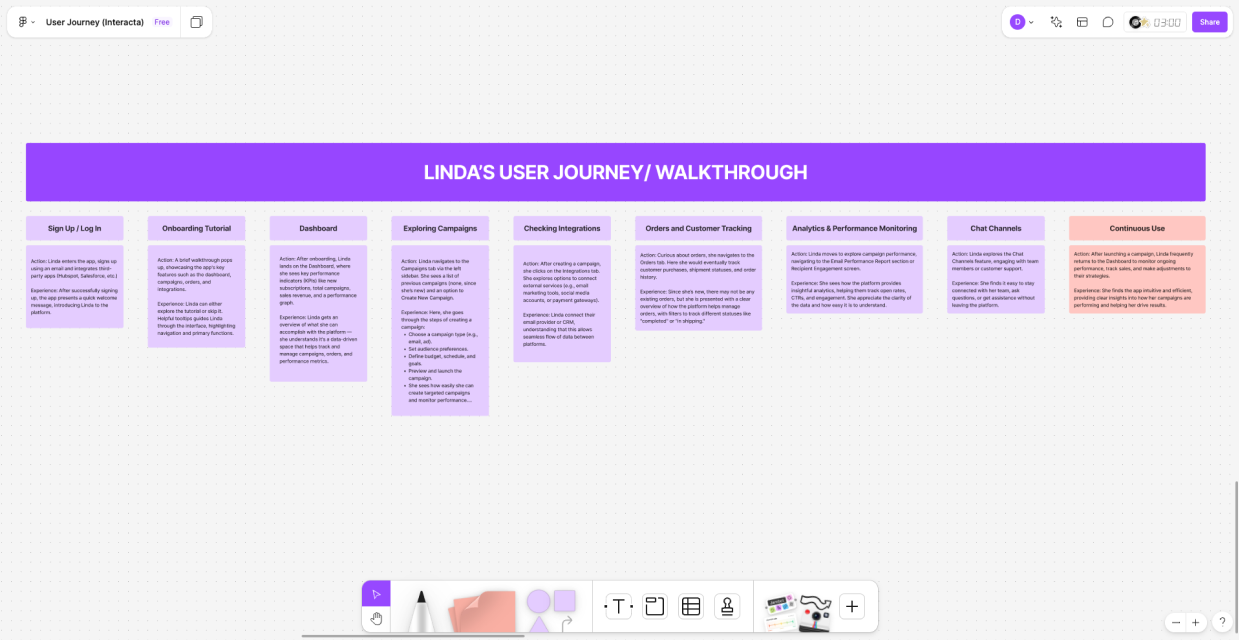 User Journey (Interacta)
Free
D
03:00
Share
LINDA'S USER JOURNEY/ WALKTHROUGH
Sign Up / Log In
Action: Linda enters the app, signs up
using an email and integrates third-
party apps (Hubspot, Salesforce, etc.)
Experience: After successfully signing
up, the app presents a quick welcome
message, introducing Linda to the
platform.
Onboarding Tutorial
Action: A brief walkthrough pops
up, showcasing the app's key
features such as the dashboard,
campaigns, orders, and
integrations.
Experience: Linda can either
explore the tutorial or skip it.
Helpful tooltips guides Linda
through the interface, highlighting
navigation and primary functions.
Dashboard
Action: After onboarding, Linda
lands on the Dashboard, where
she sees key performance
Indicators (KPIs) like new
subscriptions, total campaigns,
sales revenue, and a performance
graph.
Experience: Linda gets an
overview of what she can
accomplish with the platform —
she understands it's a data-driven
space that helps track and
manage campaigns, orders, and
performance metrics.
Exploring Campaigns
Action: Linda navigates to the
Campaigns tab via the left
sidebar. She sees a list of
previous campaigns (none, since
she's new) and an option to
Create New Campaign.
Experience: Here, she goes
through the steps of creating a
campaign:
• Choose a campaign type (e.g.,
email, ad).
• Set audience preferences.
• Define budget, schedule, and
goals.
• Preview and launch the
campaign.
• She sees how easily she can
create targeted campaigns
and monitor performance...
Checking Integrations
Action: After creating a campaign,
she clicks on the Integrations tab.
She explores options to connect
external services (e.g., email
marketing tools, social media
accounts, or payment gateways).
Experience: Linda connect their
email provider or CRM,
understanding that this allows
seamless flow of data between
platforms.
Orders and Customer Tracking
Action: Curious about orders, she navigates to the
Orders tab. Here she would eventually track
customer purchases, shipment statuses, and order
history.
Experience: Since she's new, there may not be any
existing orders, but she is presented with a clear
overview of how the platform helps manage
orders, with filters to track different statuses like
"completed" or "in shipping."
Analytics & Performance Monitoring
Action: Linda moves to explore campaign performance,
navigating to the Email Performance Report section or
Recipient Engagement screen.
Experience: She sees how the platform provides
insightful analytics, helping them track open rates,
CTRs, and engagement. She appreciate the clarity of
the data and how easy it is to understand.
Chat Channels
Action: Linda explores the Chat
Channels feature, engaging with team
members or customer support.
Experience: She finds it easy to stay
connected with her team, ask
questions, or get assistance without
leaving the platform.
Continuous Use
Action: After launching a campaign, Linda frequently
returns to the Dashboard to monitor ongoing
performance, track sales, and make adjustments to
their strategies.
Experience: She finds the app intuitive and efficient,
providing clear insights into how her campaigns are
performing and helping her drive results.
T
?